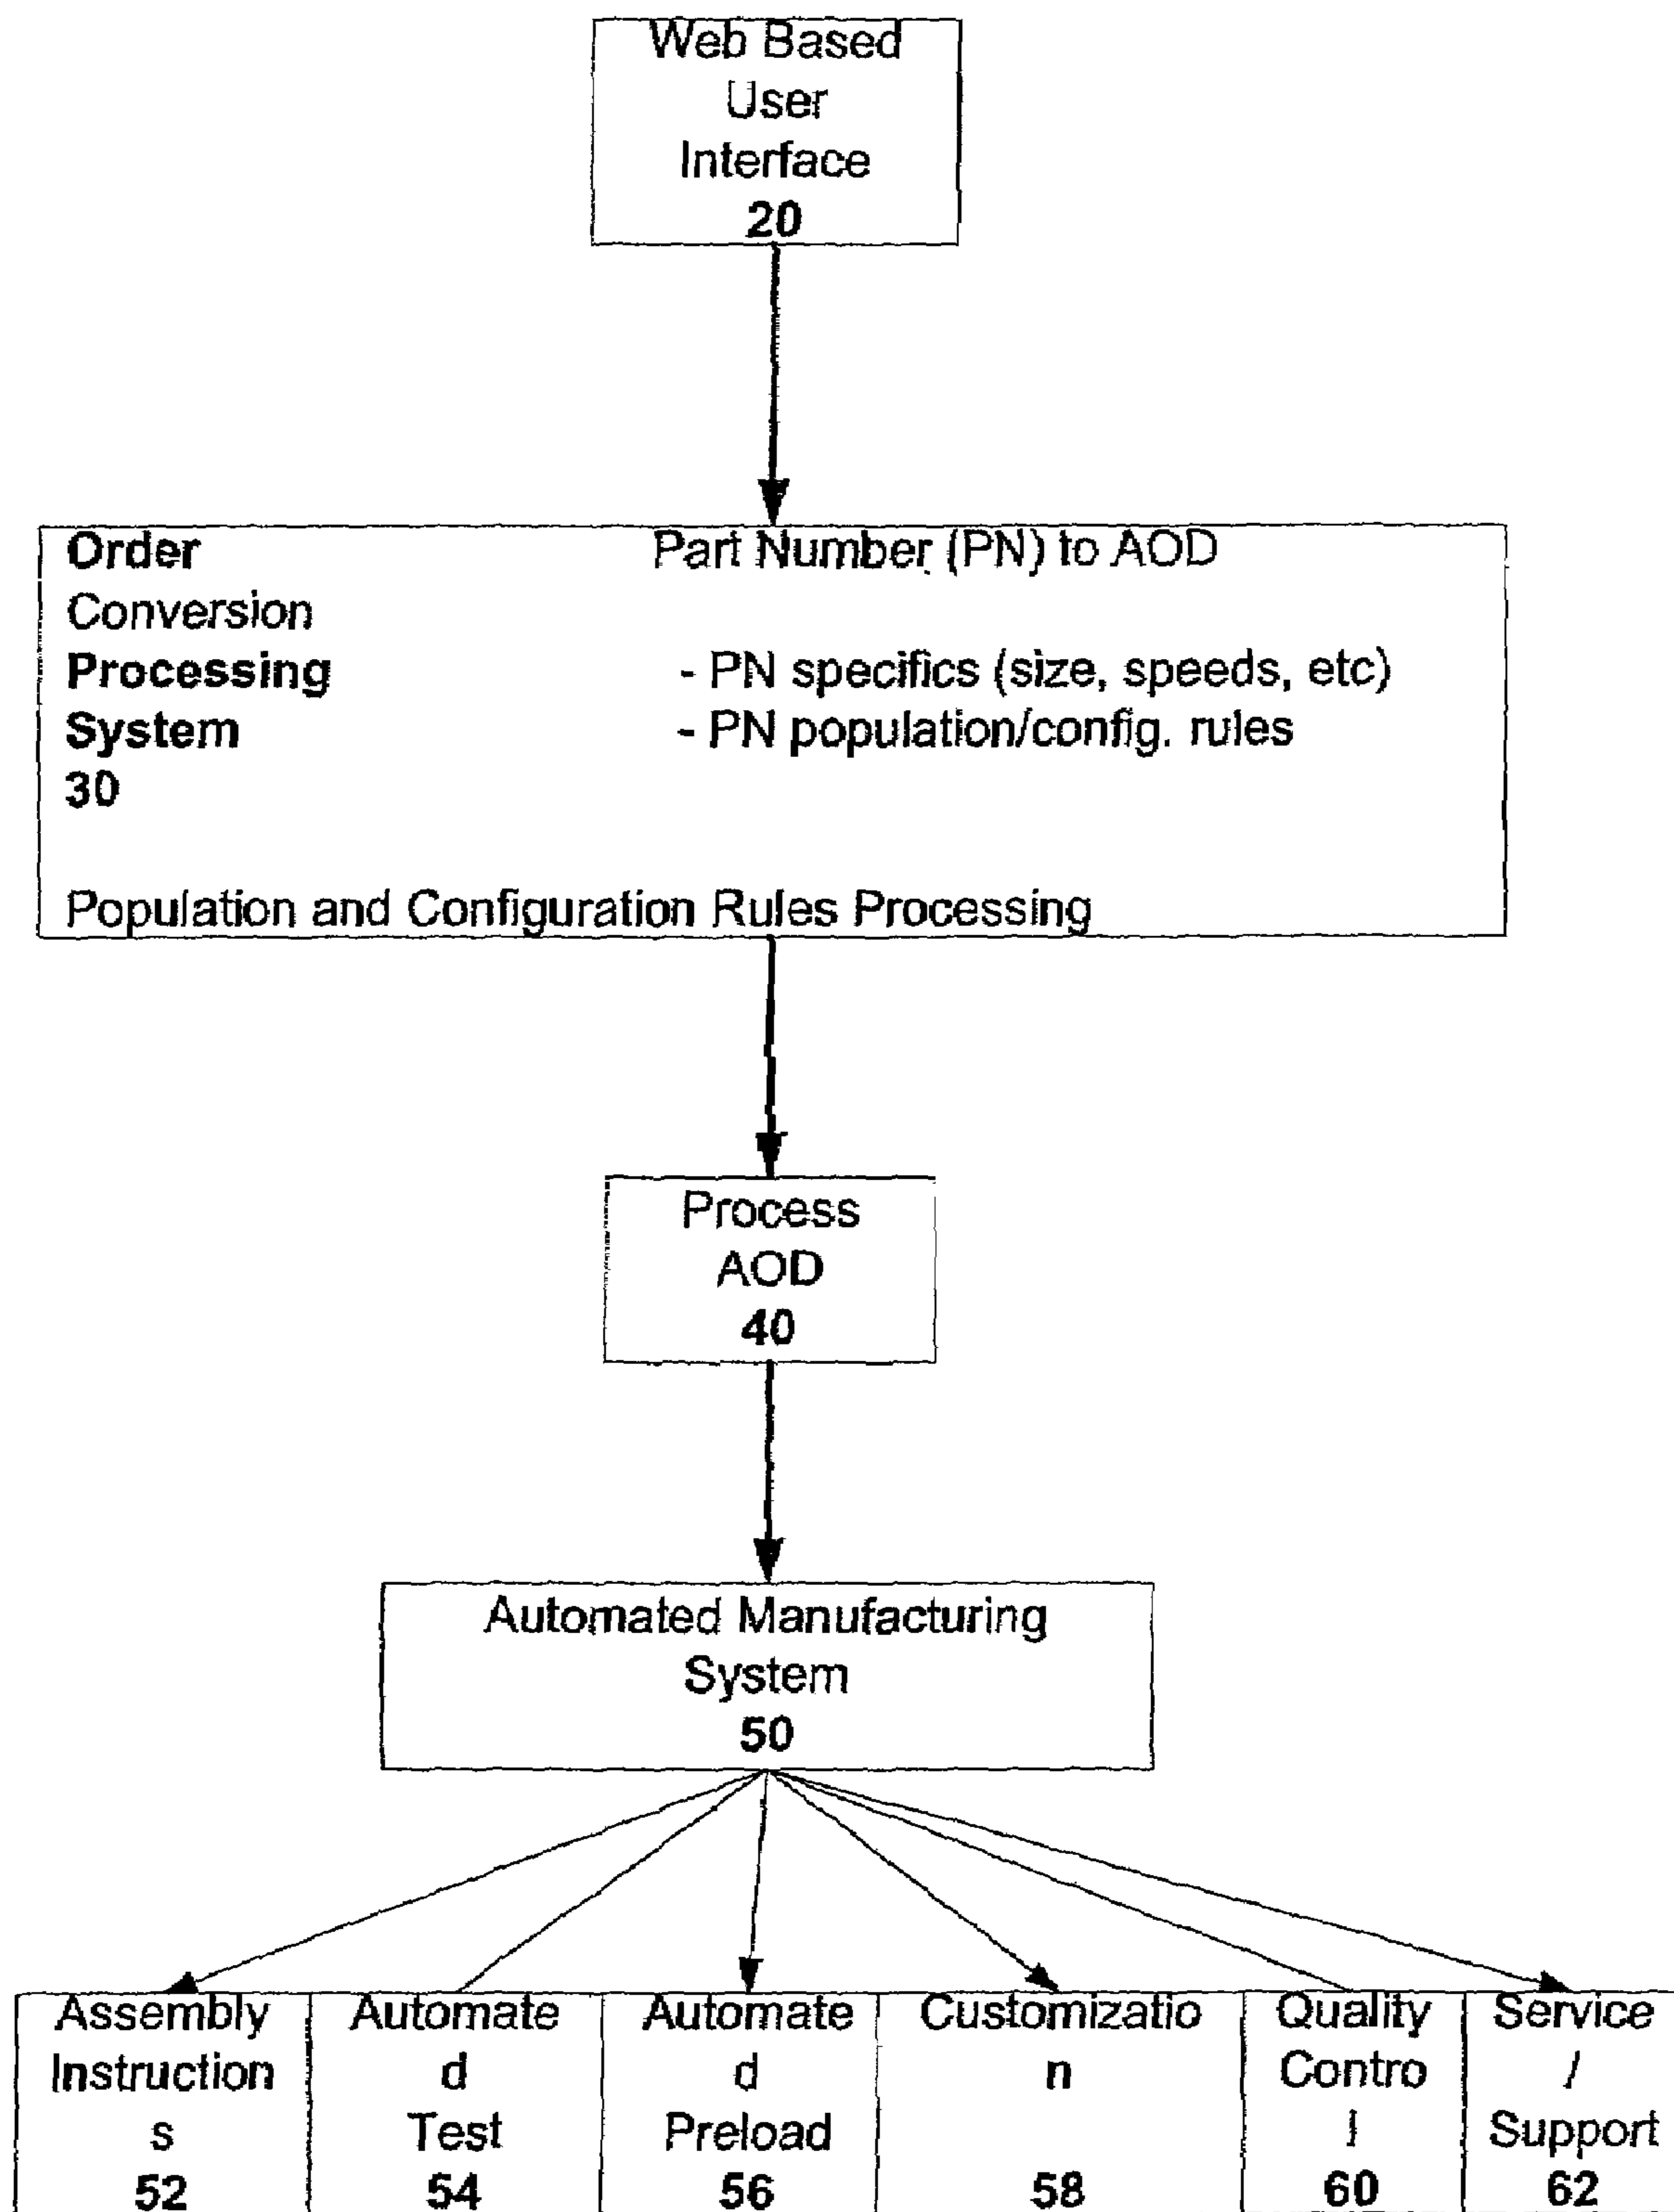 Web Based
User
Interface
20
Order Part Number (PN) to AOD
Conversion
Processing - PN specifics (size, speeds, etc)
System - PN population/config. rules
30
Population and Configuration Rules Processing
Process
AOD
40
Automated Manufacturing
System
50
Assembly
Instruction
s
52
Automate
d
Test
54
Automate
d
Preload
56
Customizatio
n
58
Quality
Contro
l
60
Service
/
Support
62